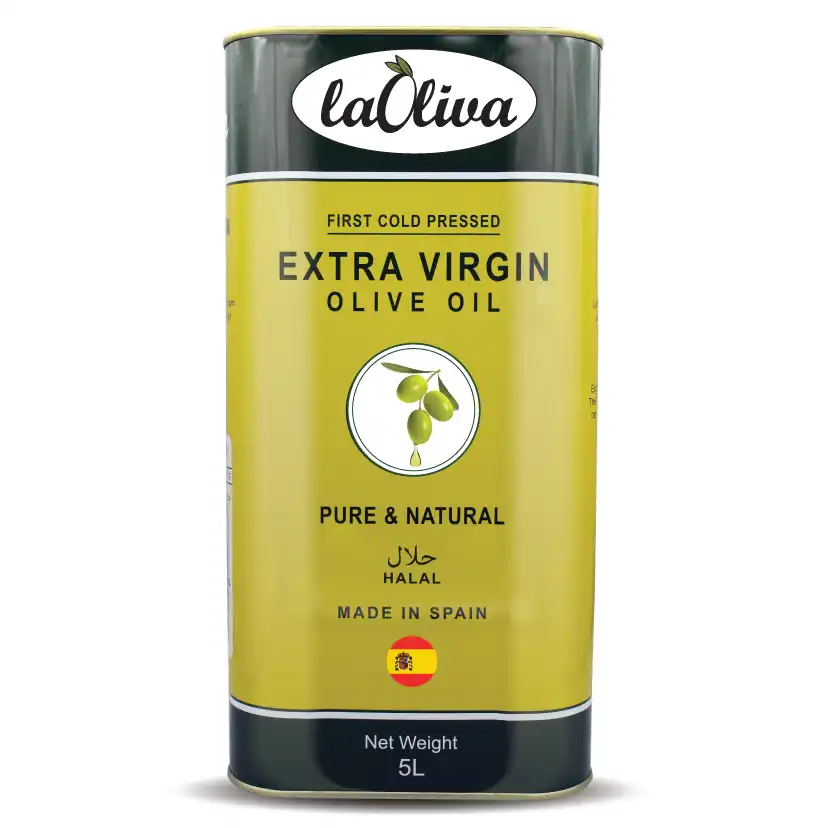 laOliva
FIRST COLD PRESSED
EXTRA VIRGIN
OLIVE OIL
PURE & NATURAL
حلال
HALAL
MADE IN SPAIN
Net Weight
5L